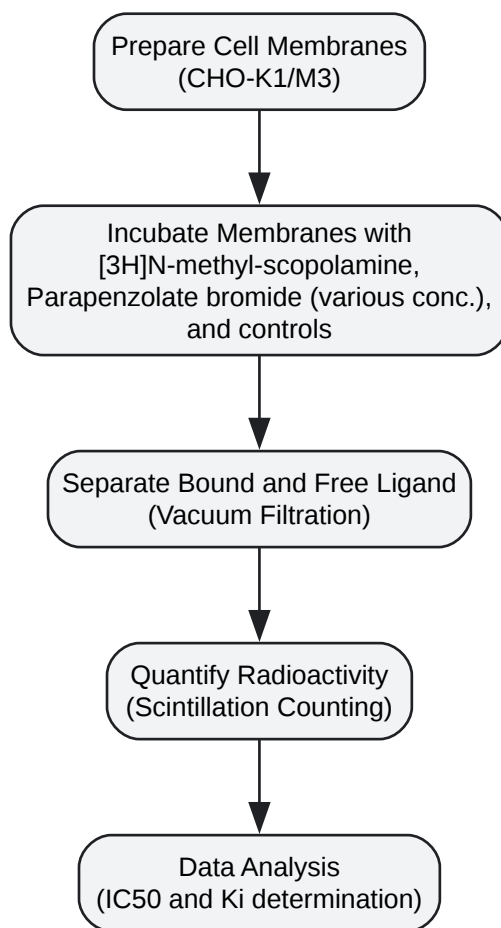 Prepare Cell Membranes
(CHO-K1/M3)
Incubate Membranes with
[3H]N-methyl-scopolamine,
Parapenzolate bromide (various conc.),
and controls
Separate Bound and Free Ligand
(Vacuum Filtration)
Quantify Radioactivity
(Scintillation Counting)
Data Analysis
(IC50 and Ki determination)